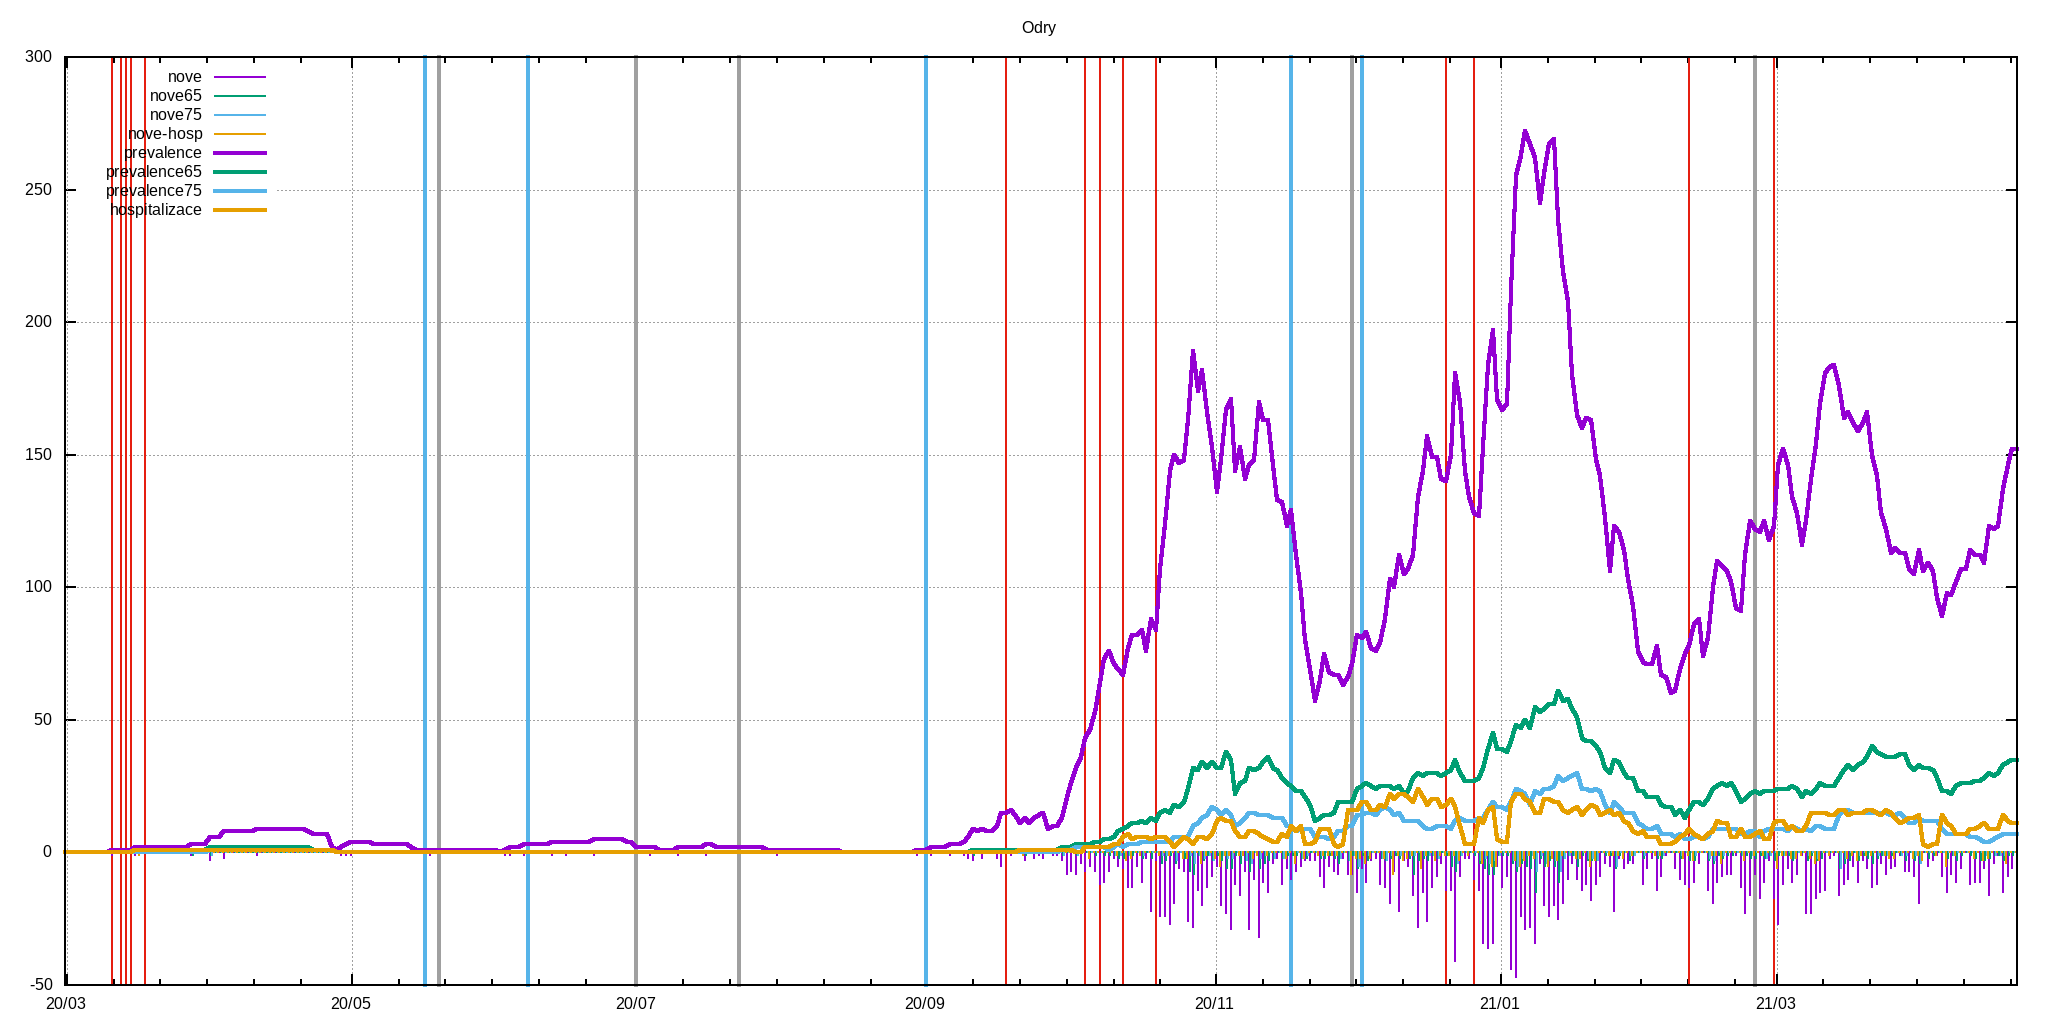 Odry
300
250
200
150
100
50
0
-50
nove
nove65
nove75
nove-hosp
prevalence
prevalence65
prevalence75
hospitalizace
20/03 20/05 20/07 20/09 20/11 21/01 21/03